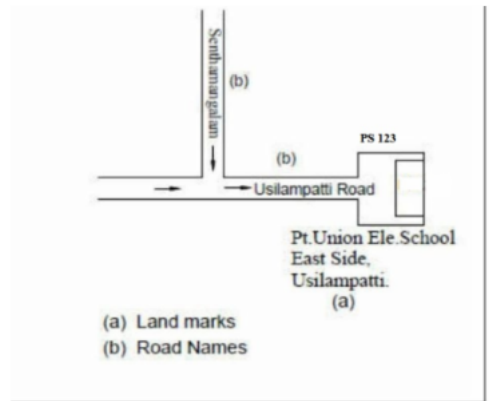 Senthamangalam
(b)
PS 123
(b)
Usilampatti Road
Pt.Union Ele.School
East Side,
Usilampatti.
(a)
(a) Land marks
(b) Road Names